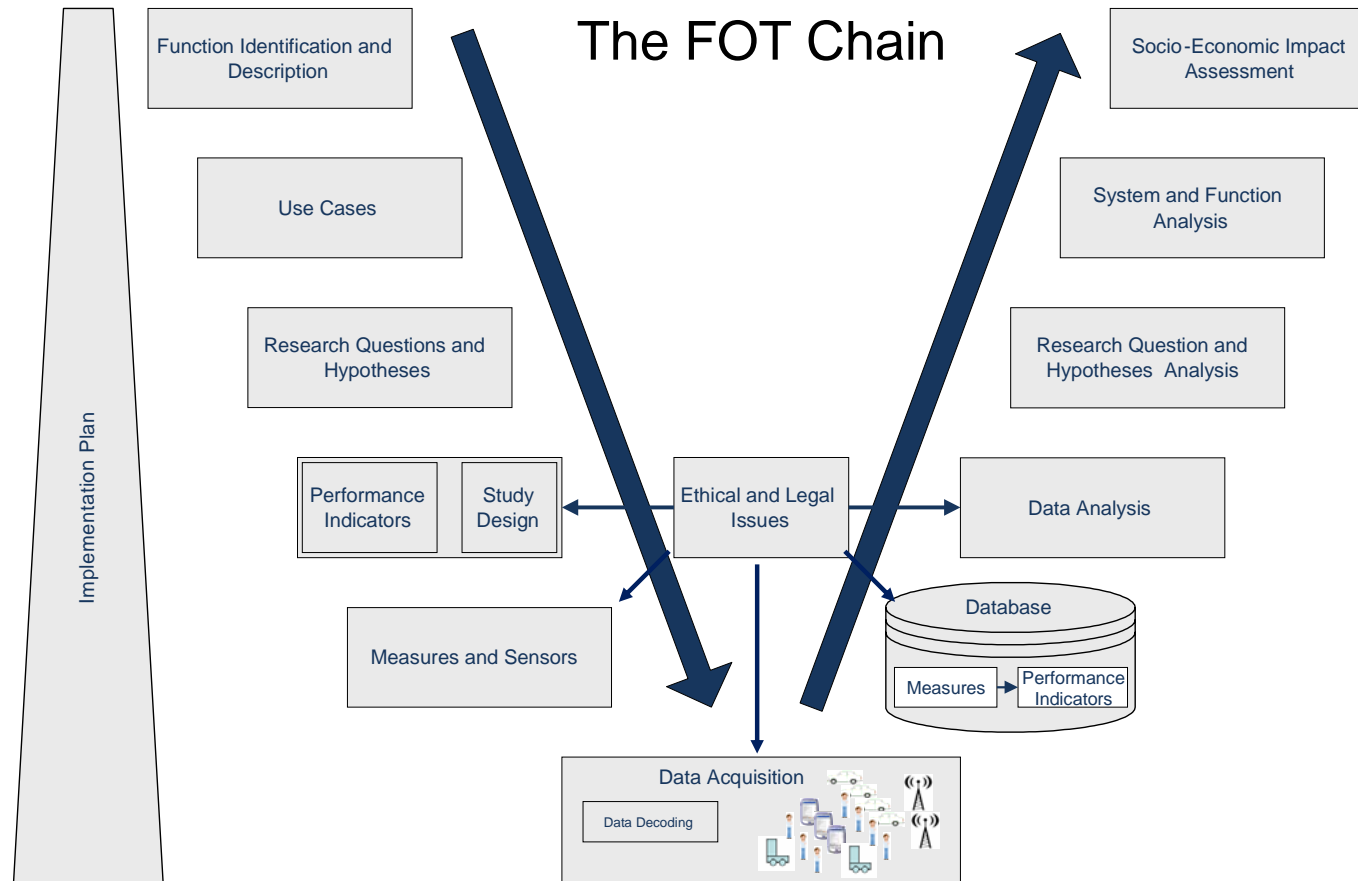 The FOT Chain
Function Identification and
Description
Socio-Economic Impact
Assessment
Use Cases
System and Function
Analysis
Research Questions and
Hypotheses
Research Question and
Hypotheses Analysis
Implementation Plan
Performance
Indicators
Study
Design
Ethical and Legal
Issues
Data Analysis
Measures and Sensors
Database
Measures
Performance
Indicators
Data Acquisition
Data Decoding